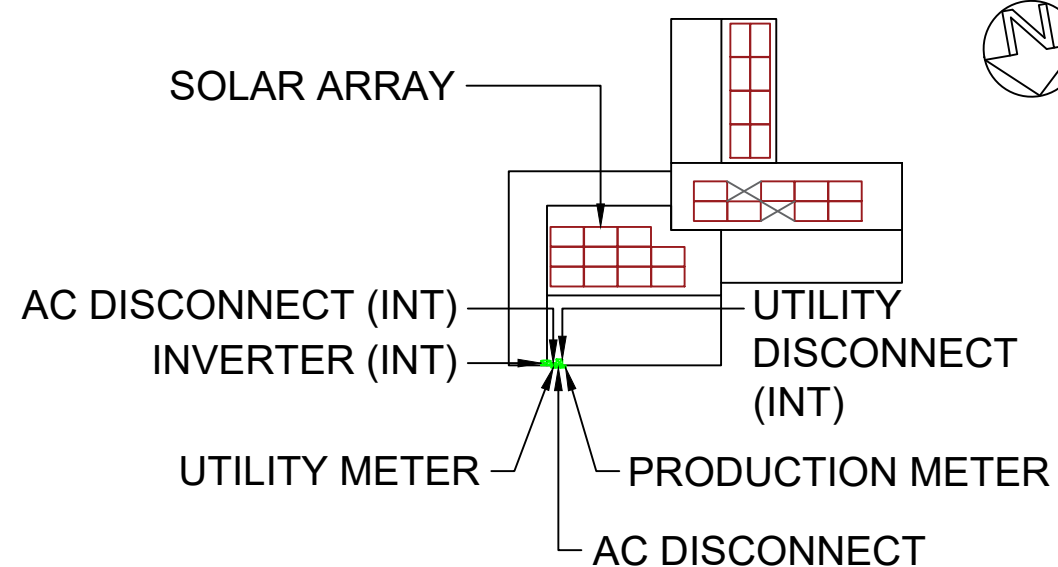 N
SOLAR ARRAY
AC DISCONNECT (INT)
INVERTER (INT)
UTILITY
DISCONNECT
(INT)
UTILITY METER
PRODUCTION METER
AC DISCONNECT